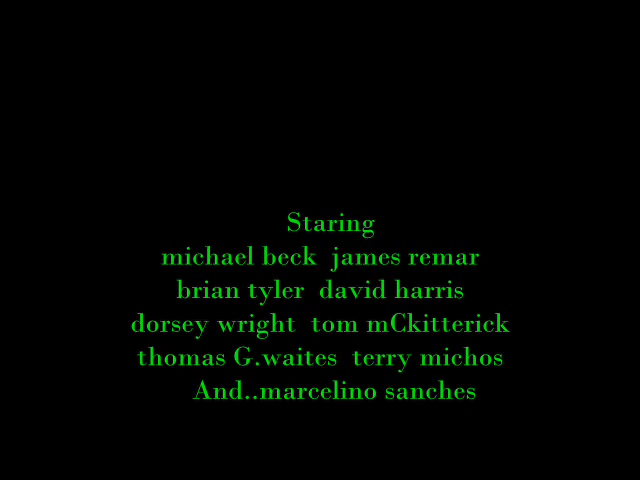 Staring
michael beck james remar
brian tyler david harris
dorsey wright tom mCkitterick
thomas G.waites terry michos
And..marcelino sanches